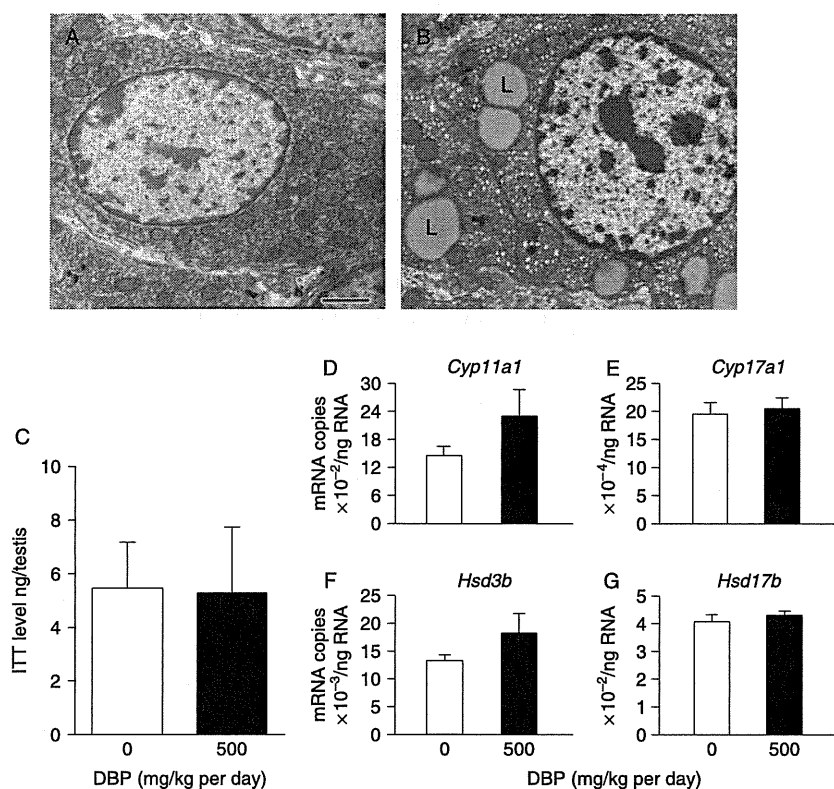 A
B
L
L
C
ITT level ng/testis
10
8
6
4
2
0
0
500
DBP (mg/kg per day)
D
Cyp11a1
mRNA copies
×10⁻²/ng RNA
30
24
18
12
6
0
E
Cyp17a1
×10⁻⁴/ng RNA
25
20
15
10
5
0
F
Hsd3b
mRNA copies
×10⁻³/ng RNA
25
20
15
10
5
0
0
500
G
Hsd17b
×10⁻²/ng RNA
5
4
3
2
1
0
0
500
DBP (mg/kg per day)